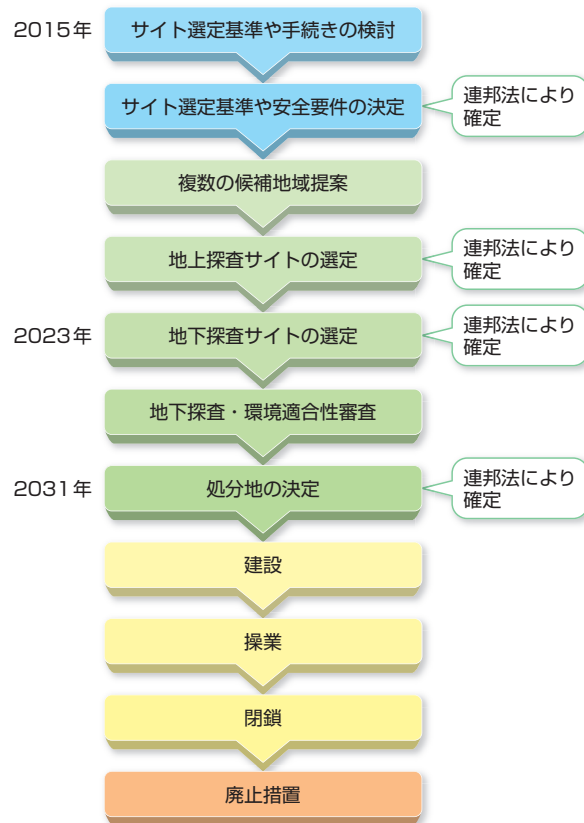 2015年
サイト選定基準や手続きの検討
サイト選定基準や安全要件の決定
連邦法により
確定
複数の候補地域提案
地上探査サイトの選定
連邦法により
確定
2023年
地下探査サイトの選定
連邦法により
確定
地下探査・環境適合性審査
2031年
処分地の決定
連邦法により
確定
建設
操業
閉鎖
廃止措置